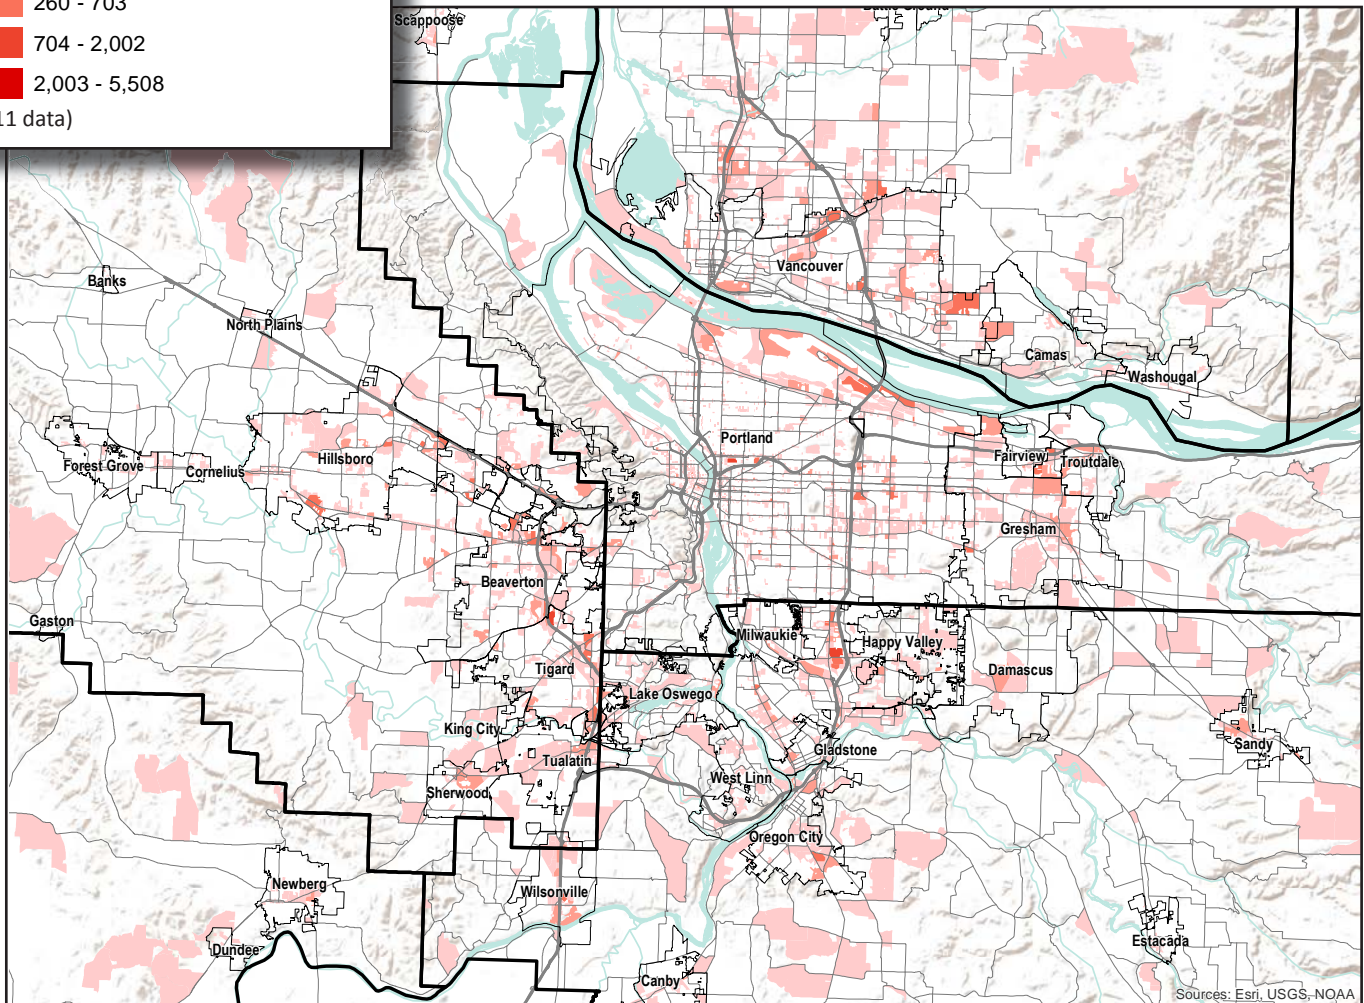 260 - 703
704 - 2,002
2,003 - 5,508
11 data)
Scappoose
Battle Ground
Banks
North Plains
Vancouver
Camas
Washougal
Portland
Forest Grove
Cornelius
Hillsboro
Fairview
Troutdale
Gresham
Beaverton
Gaston
Milwaukie
Happy Valley
Tigard
Damascus
Lake Oswego
King City
Sandy
Gladstone
Tualatin
West Linn
Sherwood
Oregon City
Newberg
Wilsonville
Dundee
Estacada
Canby
Sources: Esri, USGS, NOAA